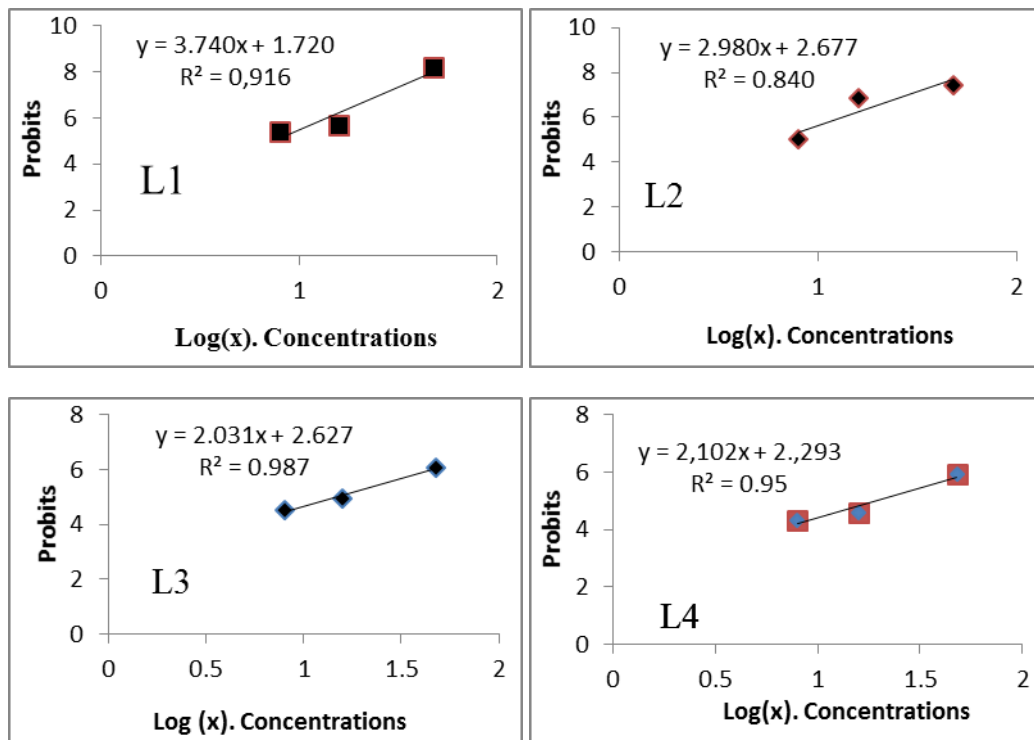 10
8
6
4
2
0
y = 3.740x + 1.720
R² = 0,916
L1
Probits
0 1 2
Log(x). Concentrations
10
8
6
4
2
0
y = 2.980x + 2.677
R² = 0.840
L2
Probits
0 1 2
Log(x). Concentrations
8
6
4
2
0
y = 2.031x + 2.627
R² = 0.987
L3
Probits
0 0.5 1 1.5 2
Log (x). Concentrations
8
6
4
2
0
y = 2,102x + 2.,293
R² = 0.95
L4
Probits
0 0.5 1 1.5 2
Log(x). Concentrations